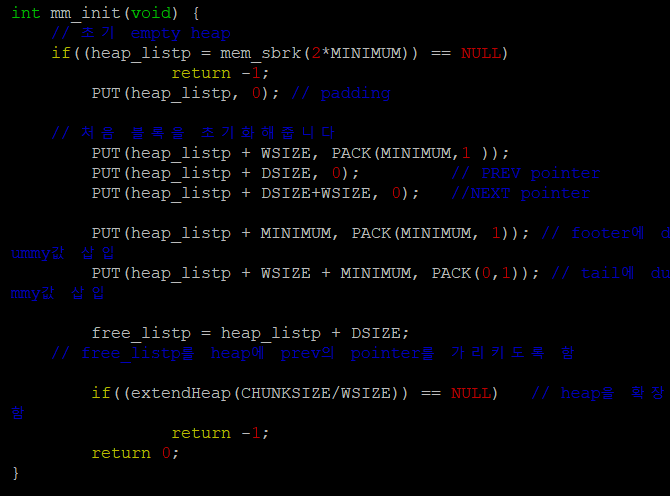 int mm_init(void) {
// 초기 empty heap
if((heap_listp = mem_sbrk(2*MINIMUM)) == NULL)
return -1;
PUT(heap_listp, 0); // padding
// 처음 블록을 초기화해줍니다
PUT(heap_listp + WSIZE, PACK(MINIMUM,1 ));
PUT(heap_listp + DSIZE, 0); // PREV pointer
PUT(heap_listp + DSIZE+WSIZE, 0); //NEXT pointer
PUT(heap_listp + MINIMUM, PACK(MINIMUM, 1)); // footer에 d
ummy값 삽입
PUT(heap_listp + WSIZE + MINIMUM, PACK(0,1)); // tail에 du
mmy값 삽입
free_listp = heap_listp + DSIZE;
// free_listp를 heap에 prev의 pointer를 가리키도록 함
if((extendHeap(CHUNKSIZE/WSIZE)) == NULL) // heap을 확장
함
return -1;
return 0;
}